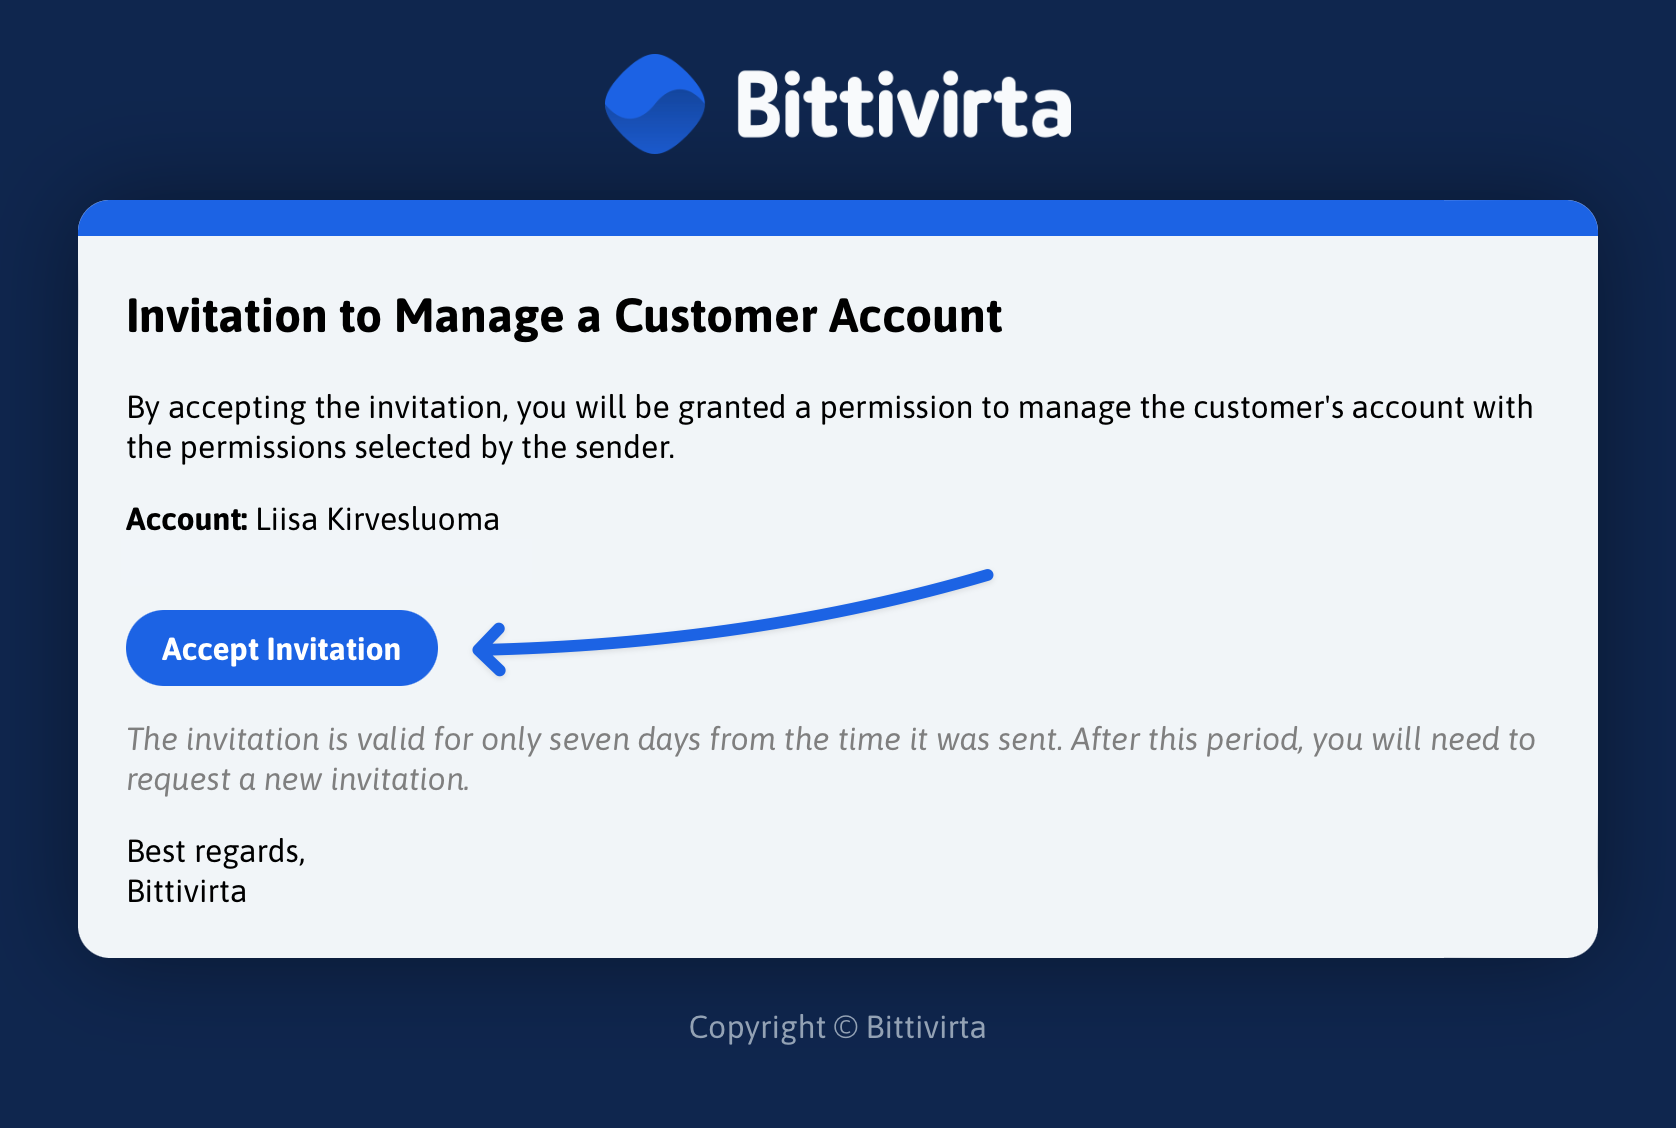 Bittivirta
Invitation to Manage a Customer Account
By accepting the invitation, you will be granted a permission to manage the customer's account with
the permissions selected by the sender.
Account: Liisa Kirvesluoma
Accept Invitation
The invitation is valid for only seven days from the time it was sent. After this period, you will need to
request a new invitation.
Best regards,
Bittivirta
Copyright © Bittivirta